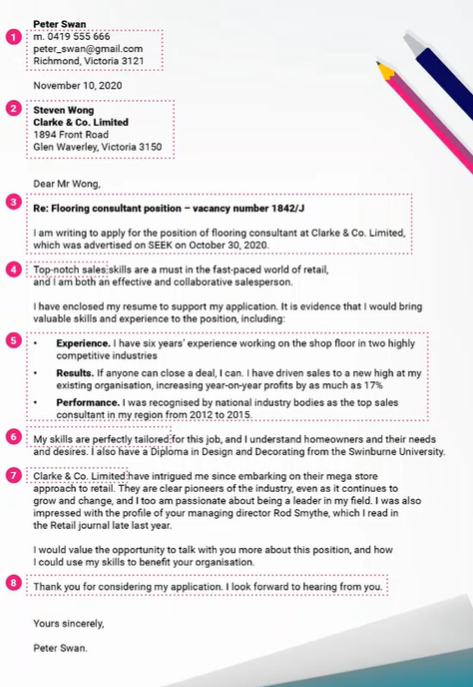 Peter Swan
1
m. 0419 555 666
peter_swan@gmail.com
Richmond, Victoria 3121
November 10, 2020
2
Steven Wong
Clarke & Co. Limited
1894 Front Road
Glen Waverley, Victoria 3150
Dear Mr Wong,
3
Re: Flooring consultant position – vacancy number 1842/J
I am writing to apply for the position of flooring consultant at Clarke & Co. Limited,
which was advertised on SEEK on October 30, 2020.
4
Top-notch sales skills are a must in the fast-paced world of retail,
and I am both an effective and collaborative salesperson.
I have enclosed my resume to support my application. It is evidence that I would bring
valuable skills and experience to the position, including:
5
• Experience. I have six years' experience working on the shop floor in two highly
competitive industries
• Results. If anyone can close a deal, I can. I have driven sales to a new high at my
existing organisation, increasing year-on-year profits by as much as 17%
• Performance. I was recognised by national industry bodies as the top sales
consultant in my region from 2012 to 2015.
6
My skills are perfectly tailored for this job, and I understand homeowners and their needs
and desires. I also have a Diploma in Design and Decorating from the Swinburne University.
7
Clarke & Co. Limited have intrigued me since embarking on their mega store
approach to retail. They are clear pioneers of the industry, even as it continues to
grow and change, and I too am passionate about being a leader in my field. I was also
impressed with the profile of your managing director Rod Smythe, which I read in
the Retail journal late last year.
I would value the opportunity to talk with you more about this position, and how
I could use my skills to benefit your organisation.
8
Thank you for considering my application. I look forward to hearing from you.
Yours sincerely,
Peter Swan.